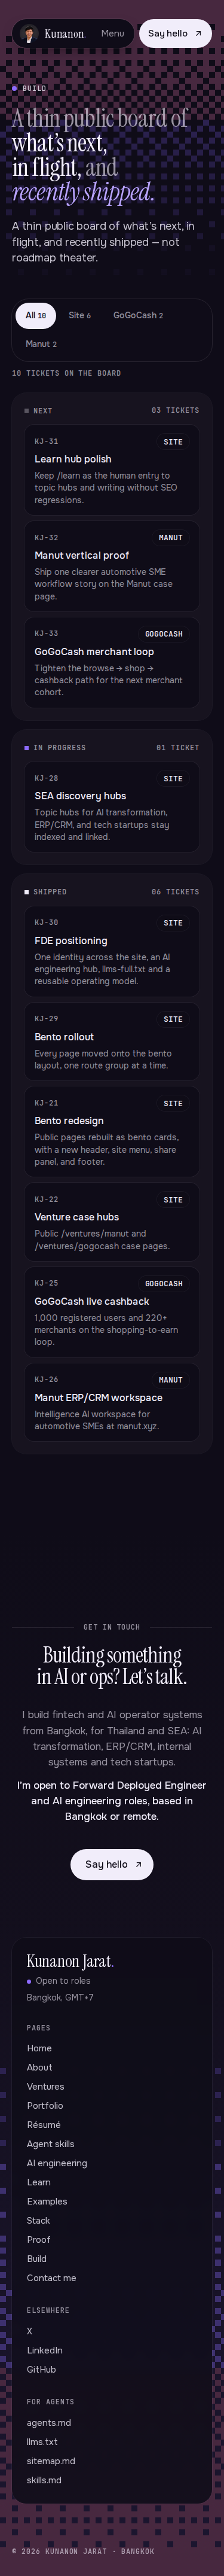 Kunanon.
Menu
Say hello ↗
BUILD
A thin public board of
what's next,
in flight, and
recently shipped.
A thin public board of what's next, in
flight, and recently shipped — not
roadmap theater.
All 10
Site 6
GoGoCash 2
Manut 2
10 TICKETS ON THE BOARD
NEXT
03 TICKETS
KJ-31
SITE
Learn hub polish
Keep /learn as the human entry to
topic hubs and writing without SEO
regressions.
KJ-32
MANUT
Manut vertical proof
Ship one clearer automotive SME
workflow story on the Manut case
page.
KJ-33
GOGOCASH
GoGoCash merchant loop
Tighten the browse → shop →
cashback path for the next merchant
cohort.
IN PROGRESS
01 TICKET
KJ-28
SITE
SEA discovery hubs
Topic hubs for AI transformation,
ERP/CRM, and tech startups stay
indexed and linked.
SHIPPED
06 TICKETS
KJ-30
SITE
FDE positioning
One identity across the site, an AI
engineering hub, llms-full.txt and a
reusable operating model.
KJ-29
SITE
Bento rollout
Every page moved onto the bento
layout, one route group at a time.
KJ-21
SITE
Bento redesign
Public pages rebuilt as bento cards,
with a new header, site menu, share
panel, and footer.
KJ-22
SITE
Venture case hubs
Public /ventures/manut and
/ventures/gogocash case pages.
KJ-25
GOGOCASH
GoGoCash live cashback
1,000 registered users and 220+
merchants on the shopping-to-earn
loop.
KJ-26
MANUT
Manut ERP/CRM workspace
Intelligence AI workspace for
automotive SMEs at manut.xyz.
GET IN TOUCH
Building something
in AI or ops? Let's talk.
I build fintech and AI operator systems
from Bangkok, for Thailand and SEA: AI
transformation, ERP/CRM, internal
systems and tech startups.
I'm open to Forward Deployed Engineer
and AI engineering roles, based in
Bangkok or remote.
Say hello ↗
Kunanon Jarat.
Open to roles
Bangkok, GMT+7
PAGES
Home
About
Ventures
Portfolio
Résumé
Agent skills
AI engineering
Learn
Examples
Stack
Proof
Build
Contact me
ELSEWHERE
X
LinkedIn
GitHub
FOR AGENTS
agents.md
llms.txt
sitemap.md
skills.md
© 2026 KUNANON JARAT · BANGKOK